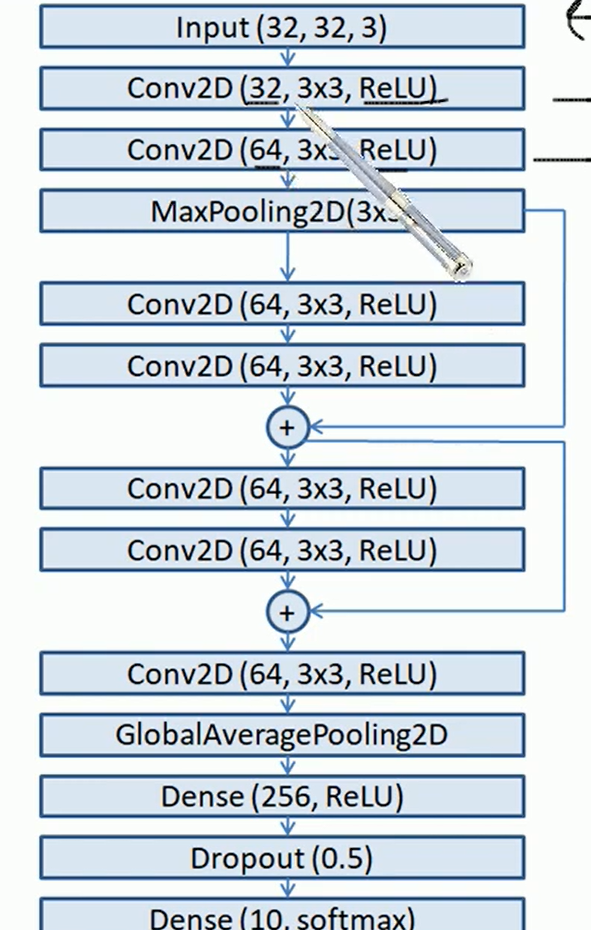 Input (32, 32, 3)
Conv2D (32, 3x3, ReLU)
Conv2D (64, 3x3, ReLU)
MaxPooling2D(3x3
Conv2D (64, 3x3, ReLU)
Conv2D (64, 3x3, ReLU)
+
Conv2D (64, 3x3, ReLU)
Conv2D (64, 3x3, ReLU)
+
Conv2D (64, 3x3, ReLU)
GlobalAveragePooling2D
Dense (256, ReLU)
Dropout (0.5)
Dense (10, softmax)